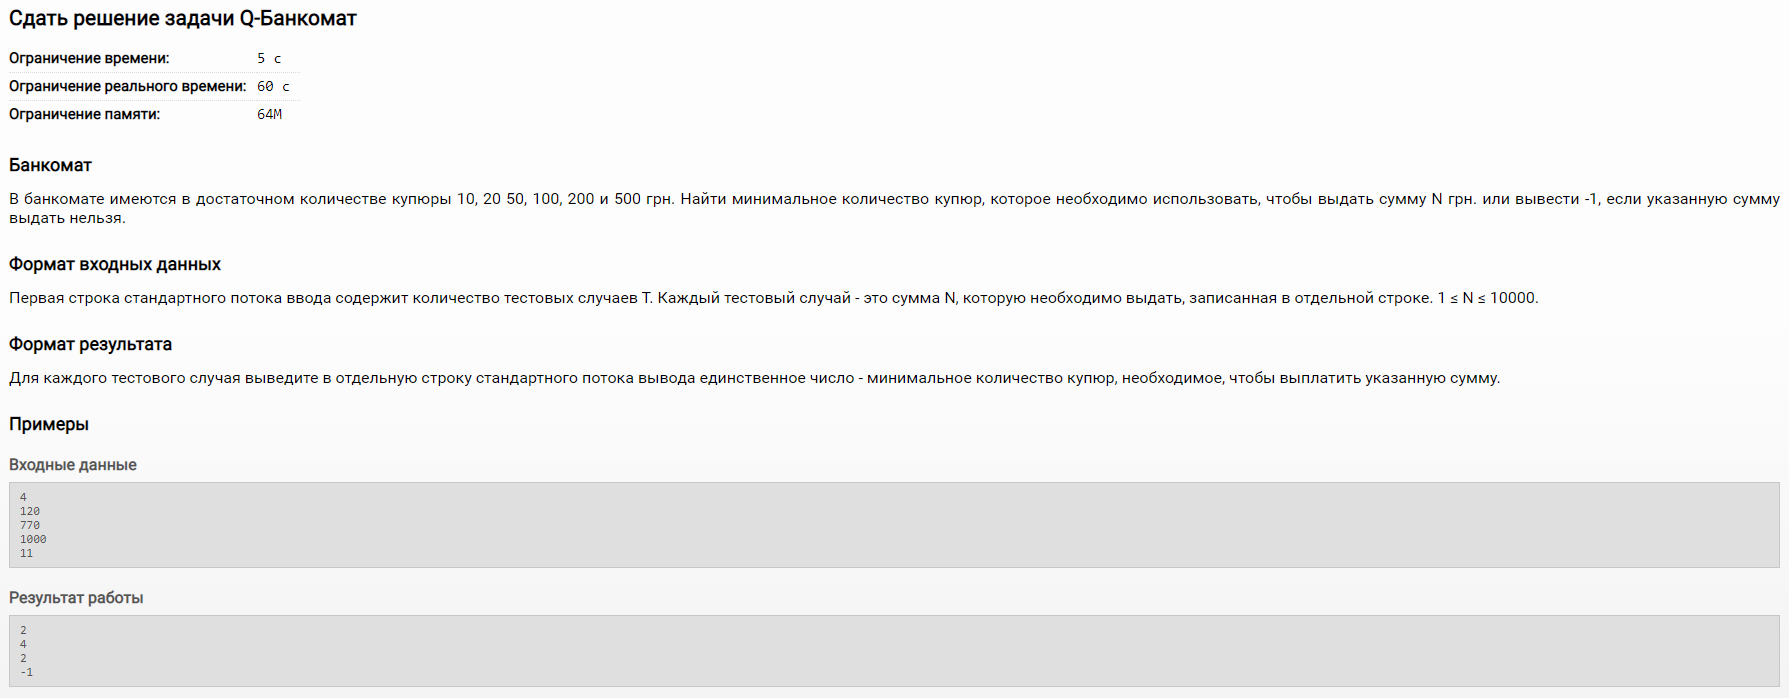 Сдать решение задачи Q-Банкомат
Ограничение времени: 5 с
Ограничение реального времени: 60 с
Ограничение памяти: 64M
Банкомат
В банкомате имеются в достаточном количестве купюры 10, 20 50, 100, 200 и 500 грн. Найти минимальное количество купюр, которое необходимо использовать, чтобы выдать сумму N грн. или вывести -1, если указанную сумму
выдать нельзя.
Формат входных данных
Первая строка стандартного потока ввода содержит количество тестовых случаев T. Каждый тестовый случай - это сумма N, которую необходимо выдать, записанная в отдельной строке. 1 ≤ N ≤ 10000.
Формат результата
Для каждого тестового случая выведите в отдельную строку стандартного потока вывода единственное число - минимальное количество купюр, необходимое, чтобы выплатить указанную сумму.
Примеры
Входные данные
4
120
770
1000
11
Результат работы
2
4
2
-1